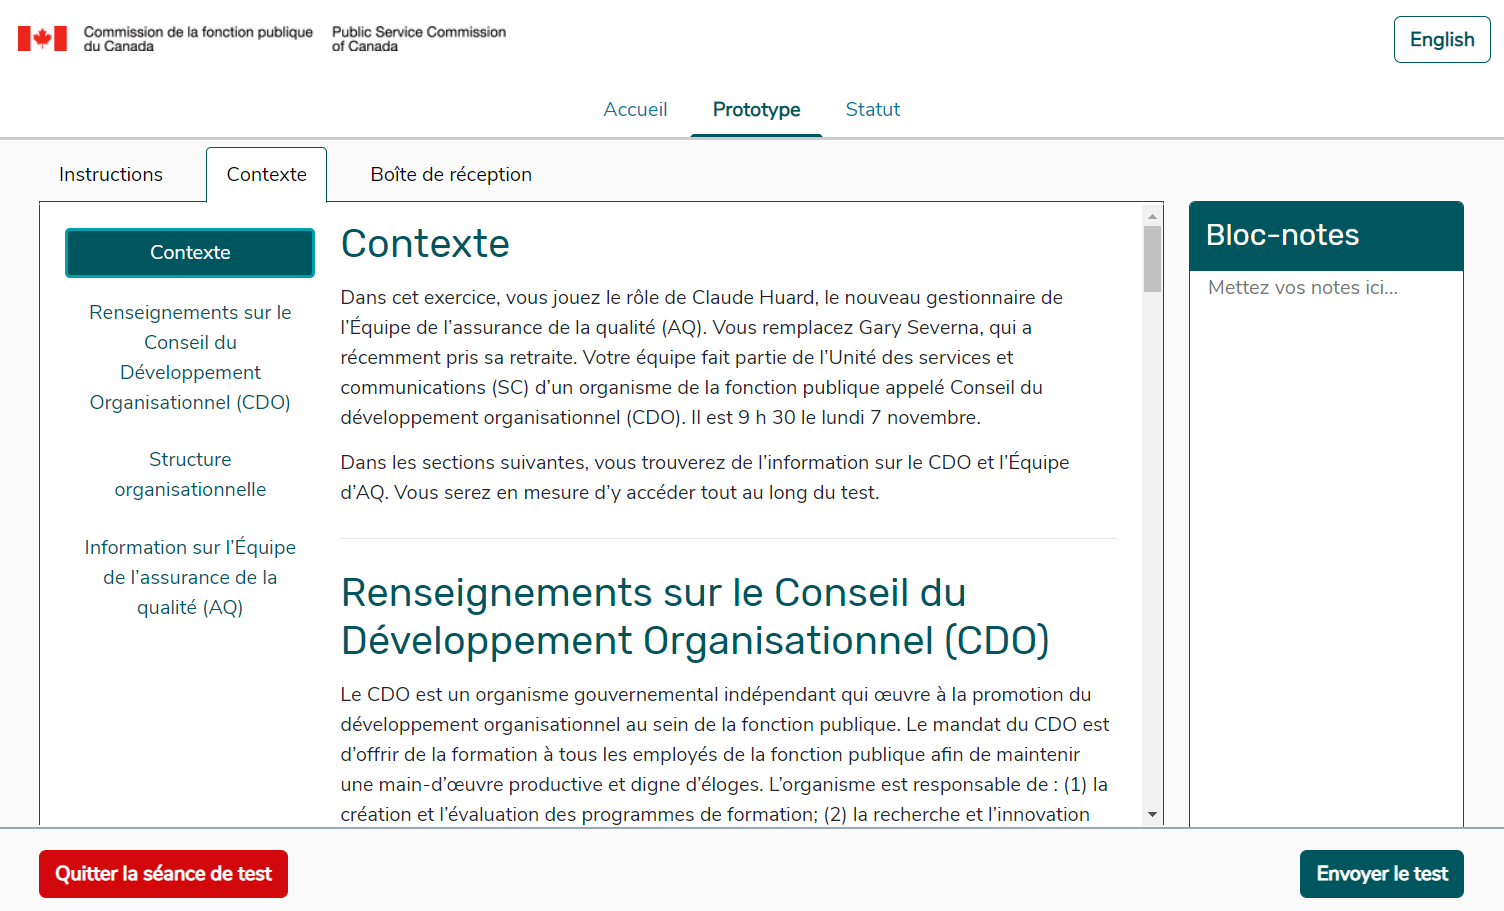 Commission de la fonction publique
du Canada
Public Service Commission
of Canada
English
Accueil
Prototype
Statut
Instructions
Contexte
Boîte de réception
Contexte
Renseignements sur le
Conseil du
Développement
Organisationnel (CDO)
Structure
organisationnelle
Information sur l’Équipe
de l’assurance de la
qualité (AQ)
Contexte
Dans cet exercice, vous jouez le rôle de Claude Huard, le nouveau gestionnaire de
l’Équipe de l’assurance de la qualité (AQ). Vous remplacez Gary Severna, qui a
récemment pris sa retraite. Votre équipe fait partie de l’Unité des services et
communications (SC) d’un organisme de la fonction publique appelé Conseil du
développement organisationnel (CDO). Il est 9 h 30 le lundi 7 novembre.
Dans les sections suivantes, vous trouverez de l’information sur le CDO et l’Équipe
d’AQ. Vous serez en mesure d’y accéder tout au long du test.
Renseignements sur le Conseil du
Développement Organisationnel (CDO)
Le CDO est un organisme gouvernemental indépendant qui œuvre à la promotion du
développement organisationnel au sein de la fonction publique. Le mandat du CDO est
d’offrir de la formation à tous les employés de la fonction publique afin de maintenir
une main-d’œuvre productive et digne d’éloges. L’organisme est responsable de : (1) la
création et l’évaluation des programmes de formation; (2) la recherche et l’innovation
Bloc-notes
Mettez vos notes ici...
Quitter la séance de test
Envoyer le test